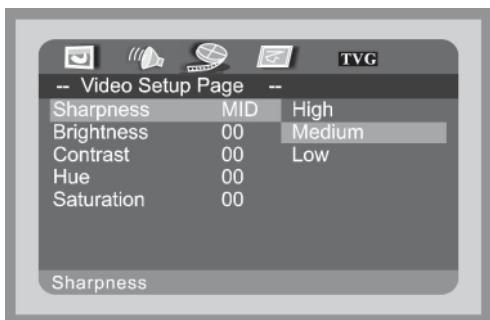 TVG
-- Video Setup Page --
Sharpness MID High
Brightness 00 Medium
Contrast 00 Low
Hue 00
Saturation 00
Sharpness